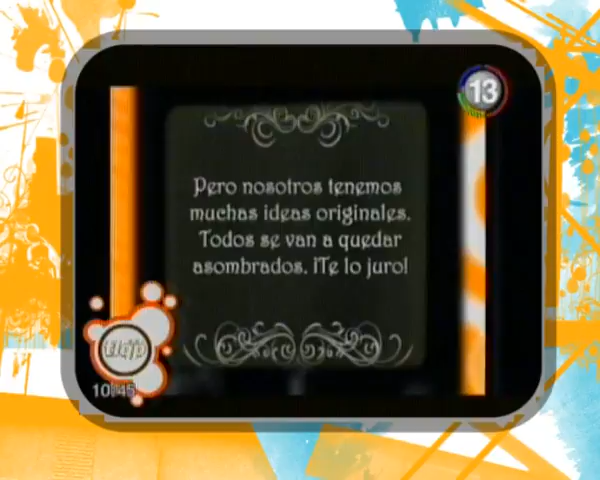 13
Pero nosotros tenemos
muchas ideas originales.
Todos se van a quedar
asombrados. ¡Te lo juro!
10:45